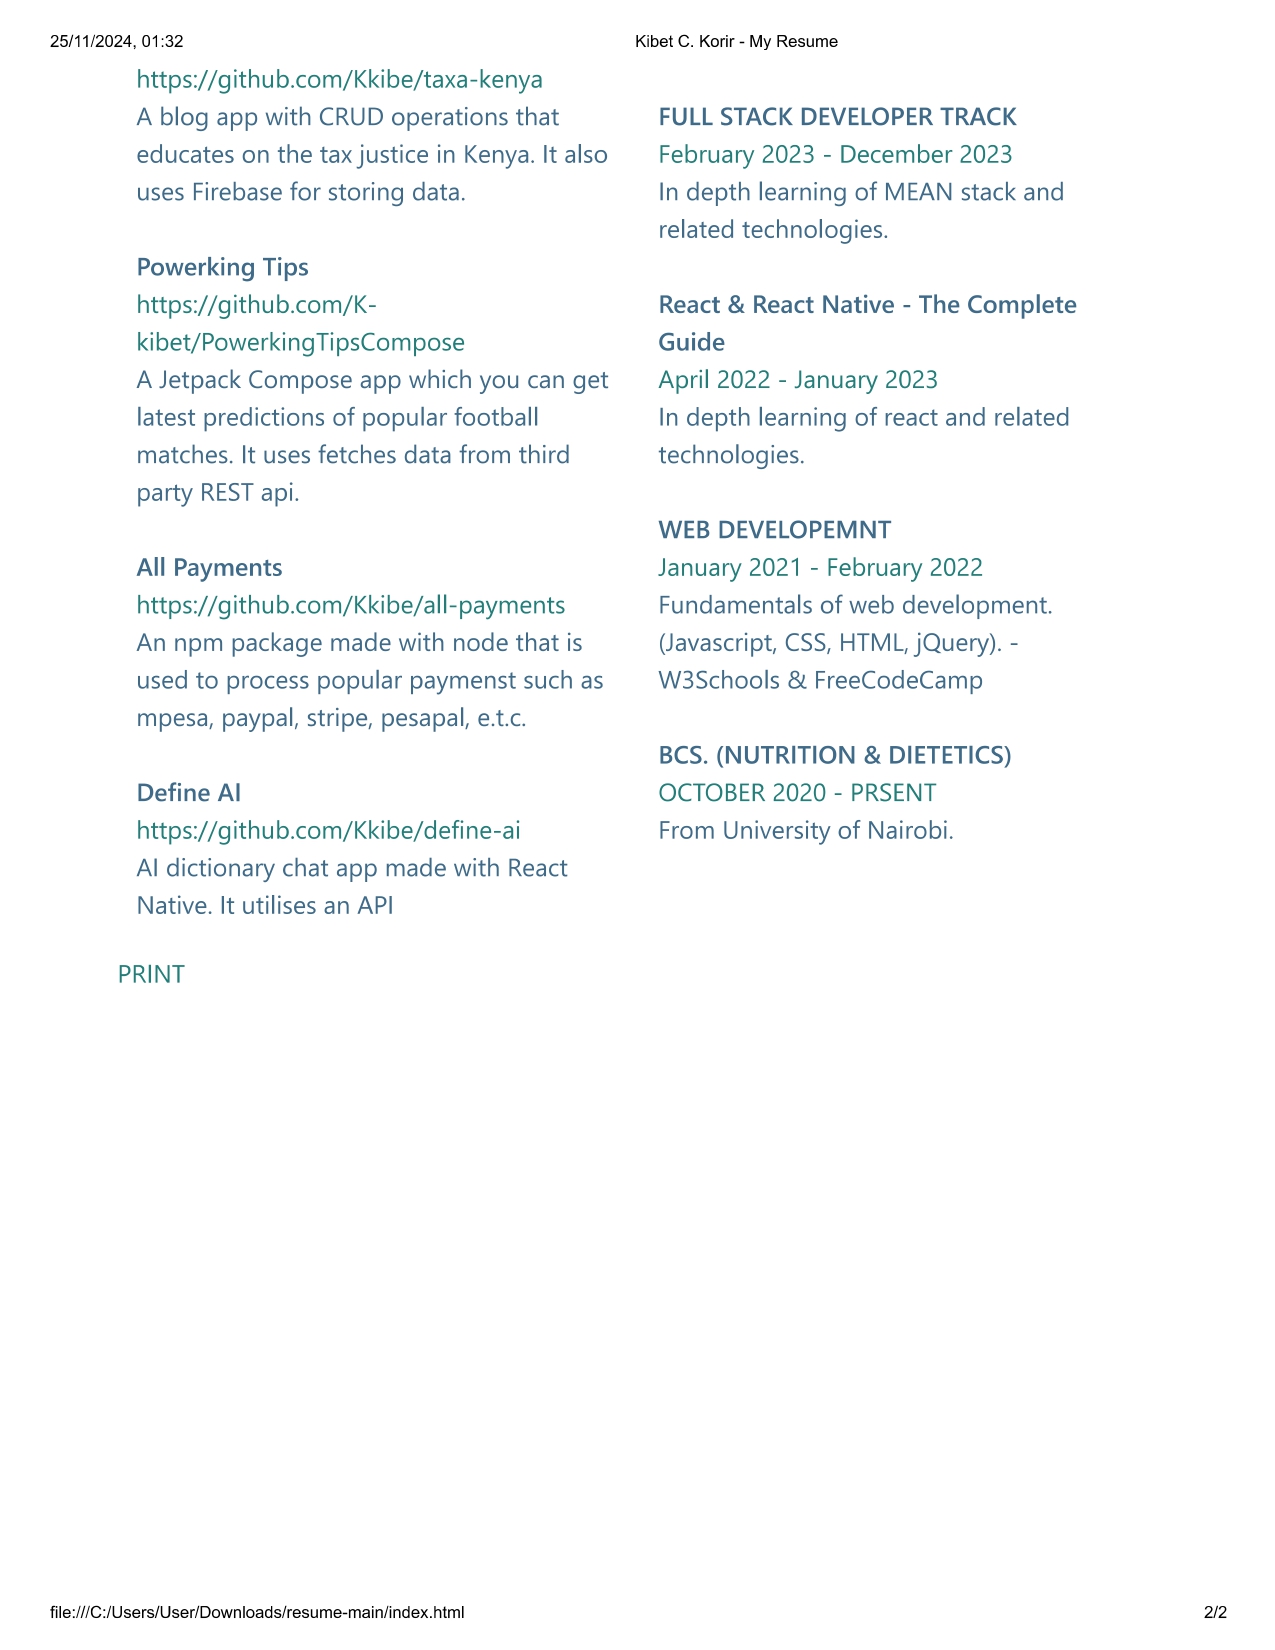 25/11/2024, 01:32
Kibet C. Korir - My Resume
https://github.com/Kkibe/taxa-kenya
A blog app with CRUD operations that
educates on the tax justice in Kenya. It also
uses Firebase for storing data.
Powerking Tips
https://github.com/K-
kibet/PowerkingTipsCompose
A Jetpack Compose app which you can get
latest predictions of popular football
matches. It uses fetches data from third
party REST api.
All Payments
https://github.com/Kkibe/all-payments
An npm package made with node that is
used to process popular paymenst such as
mpesa, paypal, stripe, pesapal, e.t.c.
Define AI
https://github.com/Kkibe/define-ai
AI dictionary chat app made with React
Native. It utilises an API
FULL STACK DEVELOPER TRACK
February 2023 - December 2023
In depth learning of MEAN stack and
related technologies.
React & React Native - The Complete
Guide
April 2022 - January 2023
In depth learning of react and related
technologies.
WEB DEVELOPEMNT
January 2021 - February 2022
Fundamentals of web development.
(Javascript, CSS, HTML, jQuery). -
W3Schools & FreeCodeCamp
BCS. (NUTRITION & DIETETICS)
OCTOBER 2020 - PRSENT
From University of Nairobi.
PRINT
file:///C:/Users/User/Downloads/resume-main/index.html
2/2